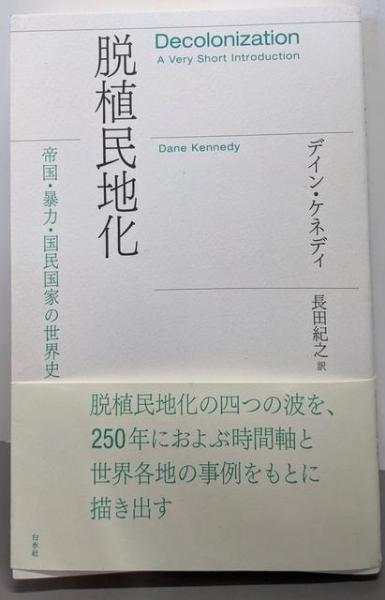 Decolonization
A Very Short Introduction
脱植民地化
Dane Kennedy
デイン・ケネディ
帝国・暴力・国民国家の世界史
長田紀之 訳
脱植民地化の四つの波を、
250年におよぶ時間軸と
世界各地の事例をもとに
描き出す
白水社